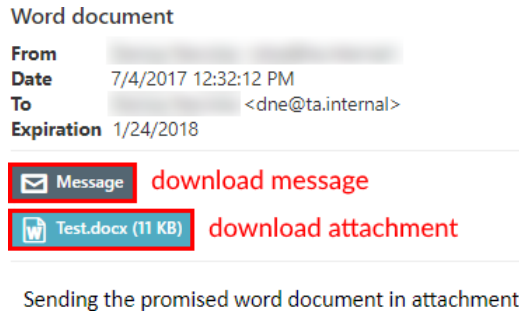 Word document
From
Date 7/4/2017 12:32:12 PM
To <dne@ta.internal>
Expiration 1/24/2018
Message download message
Test.docx (11 KB) download attachment
Sending the promised word document in attachment